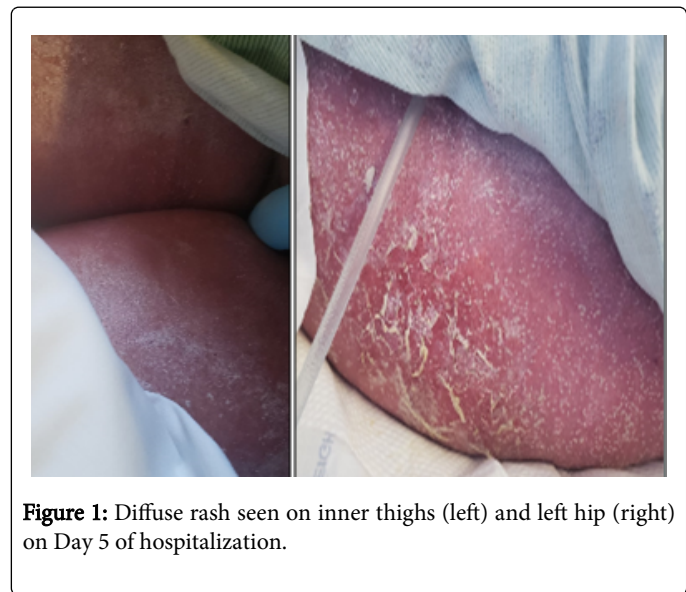 Figure 1: Diffuse rash seen on inner thighs (left) and left hip (right)
on Day 5 of hospitalization.